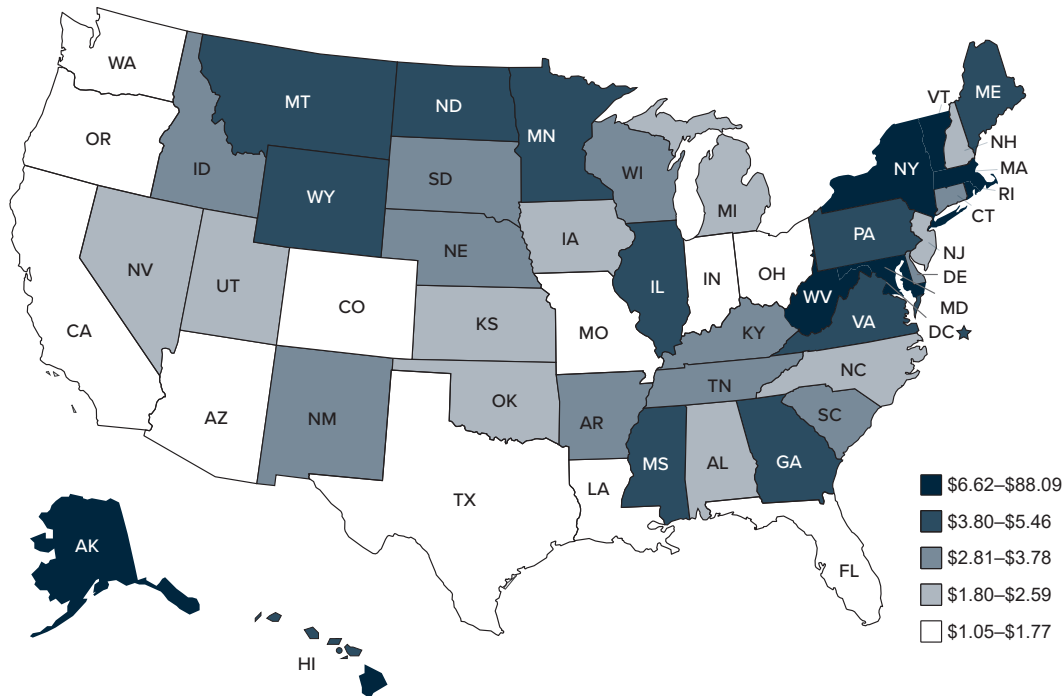 WA
MT
ND
MN
VT
ME
OR
NH
ID
SD
WI
NY
MA
RI
WY
MI
CT
NE
IA
PA
NJ
NV
UT
IL
IN
OH
DE
CO
WV
MD
CA
KS
MO
KY
VA
DC
NC
TN
OK
AZ
NM
AR
SC
MS
AL
GA
LA
TX
$6.62–$88.09
$3.80–$5.46
AK
$2.81–$3.78
FL
$1.80–$2.59
$1.05–$1.77
HI